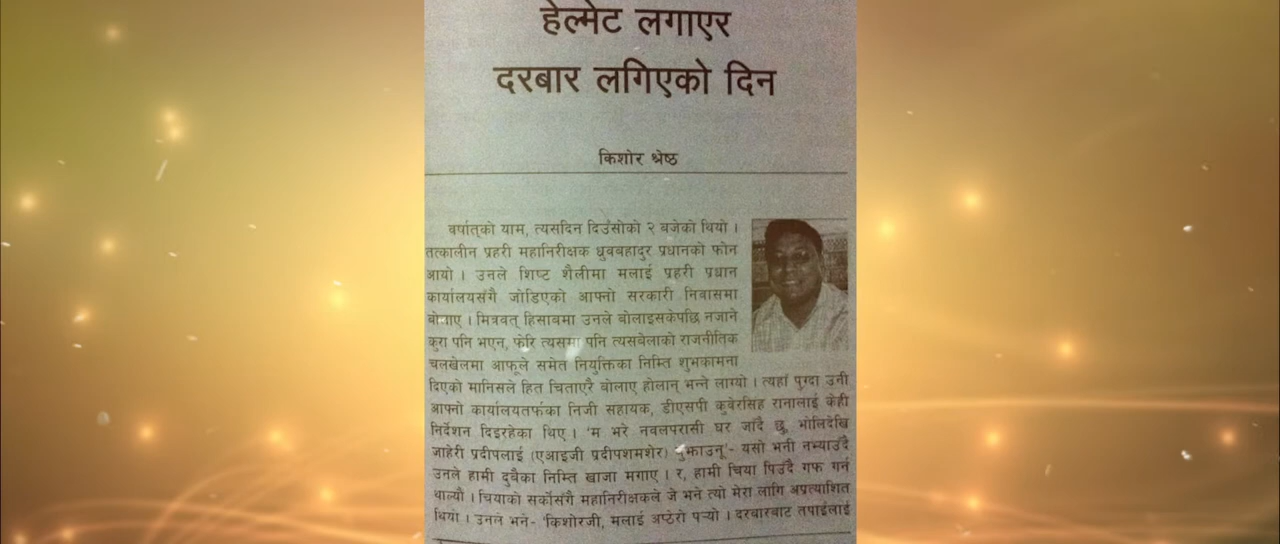 हेल्मेट लगाएर
दरबार लगिएको दिन
किशोर श्रेष्ठ
वर्षात्को याम, त्यसदिन दिउँसोको २ बजेको थियो ।
तत्कालीन प्रहरी महानिरीक्षक ध्रुवबहादुर प्रधानको फोन
आयो । उनले शिष्ट शैलीमा मलाई प्रहरी प्रधान
कार्यालयसँगै जोडिएको आफ्नो सरकारी निवासमा
बोलाए । मित्रवत् हिसाबमा उनले बोलाइसकेपछि नजाने
कुरा पनि भएन, फेरि त्यसमा पनि त्यसबेलाको राजनीतिक
चलखेलमा आफूले समेत नियुक्तिका निम्ति शुभकामना
दिएको मानिसले हित चिताएरै बोलाए होलान् भन्ने लाग्यो । त्यहाँ पुग्दा उनी
आफ्नो कार्यालयतर्फका निजी सहायक, डीएसपी कुवेरसिंह रानालाई केही
निर्देशन दिइरहेका थिए । 'म भरे नवलपरासी घर जाँदै छु, भोलिदेखि
जाहेरी प्रदीपलाई (एआइजी प्रदीपशमशेर) बुझाउनू'- यसो भनी नभ्याउँदै
उनले हामी दुबैका निम्ति खाजा मगाए । र, हामी चिया पिउँदै गफ गर्न
थाल्यौं । चियाको सर्कोसँगै महानिरीक्षकले जे भने त्यो मेरा लागि अप्रत्याशित
थियो । उनले भने- 'किशोरजी, मलाई अप्ठेरो पऱ्यो । दरबारबाट तपाईंलाई